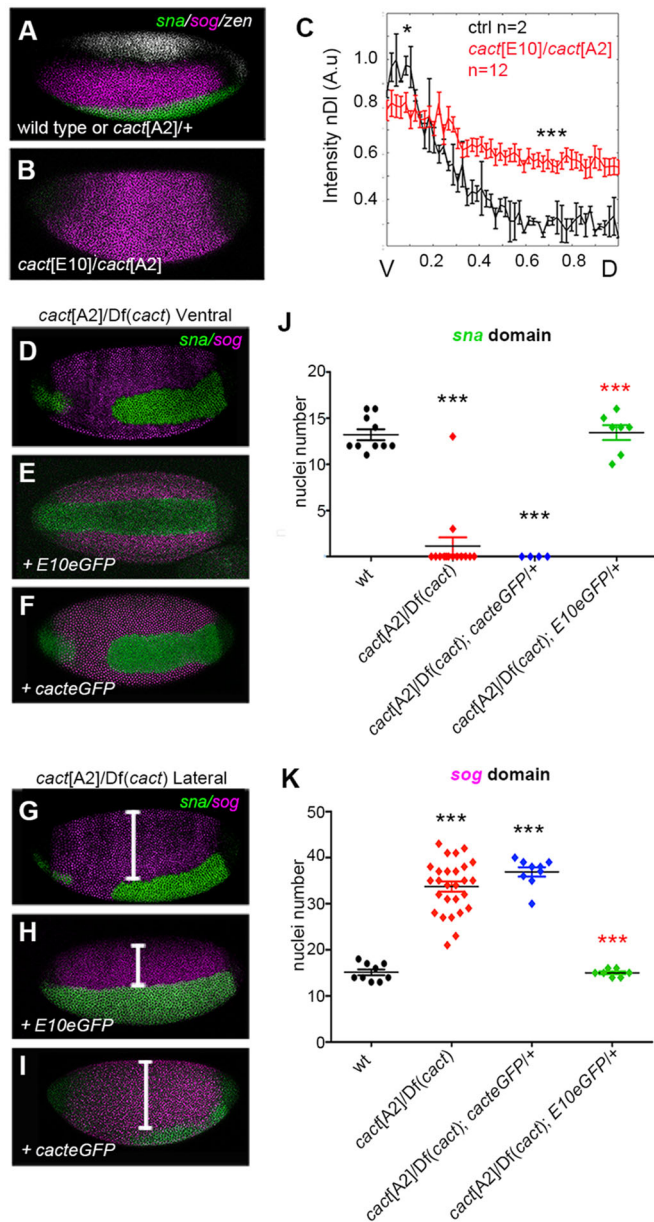 A
sna/sog/zen
wild type or cact[A2]/+
B
cact[E10]/cact[A2]
C
*
ctrl n=2
cact[E10]/cact[A2]
n=12
***
Intensity nDl (A.u)
1.0
0.8
0.6
0.4
V 0.2 0.4 0.6 0.8 D
cact[A2]/Df(cact) Ventral
D
sna/sog
E
+ E10eGFP
F
+ cacteGFP
J
sna domain
nuclei number
20
15
10
5
***
***
***
wt
cact[A2]/Df(cact)
cact[A2]/Df(cact); cacteGFP/+
cact[A2]/Df(cact); E10eGFP/+
cact[A2]/Df(cact) Lateral
G
sna/sog
H
+ E10eGFP
I
+ cacteGFP
K
sog domain
nuclei number
50
40
30
20
10
0
***
***
***
wt
cact[A2]/Df(cact)
cact[A2]/Df(cact); cacteGFP/+
cact[A2]/Df(cact); E10eGFP/+